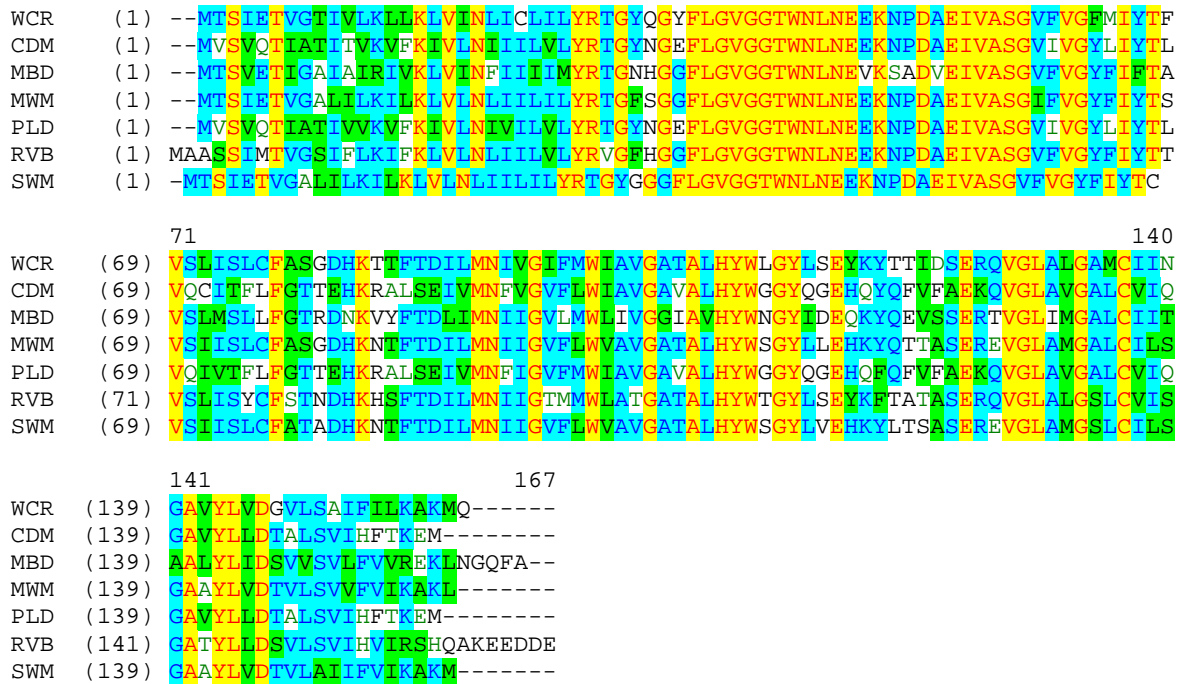 WCR (1) --MTSIETVGTIVLKLLKLVINLICLILYRTGYQGYFLGVGGTWNLNEEKNPDAEIVASGVFVGFMIYTF
CDM (1) --MVSVQTIATITVKVFKIVLNIIILVLYRTGYNGEFLGVGGTWNLNEEKNPDAEIVASGVIVGYLIYTL
MBD (1) --MTSVETIGAIAIRIVKLVINFIIIIMYRTGNHGGFLGVGGTWNLNEVKSADVEIVASGVFVGYFIFTA
MWM (1) --MTSIETVGALILKILKLVLNLIILILYRTGFSGGFLGVGGTWNLNEEKNPDAEIVASGIFVGYFIYTS
PLD (1) --MVSVQTIATIVVKVFKIVLNIVILVLYRTGYNGEFLGVGGTWNLNEEKNPDAEIVASGVIVGYLIYTL
RVB (1) MAASSIMTVGSIFLKIFKLVLNLIILVLYRVGFHGGFLGVGGTWNLNEEKNPDAEIVASGVFVGYFIYTT
SWM (1) -MTSIETVGALILKILKLVLNLIILILYRTGYGGGFLGVGGTWNLNEEKNPDAEIVASGVFVGYFIYTC
71 140
WCR (69) VSLISLCFASGDHKTTFTDILMNIVGIFMWIAVGATALHYWLGYLSEYKYTTIDSERQVGLALGAMCIIN
CDM (69) VQCITFLFGTTEHKRALSEIVMNFVGVFLWIAVGAVALHYWGGYQGEHQYQFVFAEKQVGLAVGALCVIQ
MBD (69) VSLMSLLFGTRDNKVYFTDLIMNIIGVLMWLIVGGIAVHYWNGYIDEQKYQEVSSERTVGLIMGALCIIT
MWM (69) VSIISLCFASGDHKNTFTDILMNIIGVFLWVAVGATALHYWSGYLLEHKYQTTASEREVGLAMGALCILS
PLD (69) VQIVTFLFGTTEHKRALSEIVMNFIGVFMWIAVGAVALHYWGGYQGEHQFQFVFAEKQVGLAVGALCVIQ
RVB (71) VSLISYCFSTNDHKHSFTDILMNIIGTMMWLATGATALHYWTGYLSEYKFTATASERQVGLALGSLCVIS
SWM (69) VSIISLCFATADHKNTFTDILMNIIGVFLWVAVGATALHYWSGYLVEHKYLTSASEREVGLAMGSLCILS
141 167
WCR (139) GAVYLVDGVLSAIFILKAKMQ------
CDM (139) GAVYLLDTALSVIHFTKEM--------
MBD (139) AALYLIDSVVSVLFVVREKLNGQFA--
MWM (139) GAAYLVDTVLSVVFVIKAKL-------
PLD (139) GAVYLLDTALSVIHFTKEM--------
RVB (141) GATYLLDSVLSVIHVIRSHQAKEEDDE
SWM (139) GAAYLVDTVLAIIFVIKAKM-------